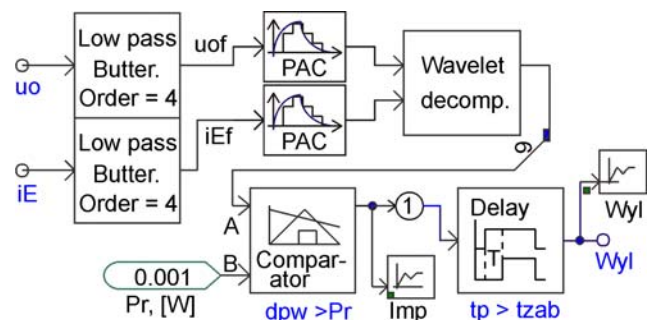 Low pass
Butter.
Order = 4
uo
uof
PAC
Wavelet
decomp.
Low pass
Butter.
Order = 4
iE
iEf
PAC
6
A
B
Compar-
ator
dpw >Pr
0.001
Pr, [W]
1
Imp
Delay
T
tp > tzab
Wyl
Wyl